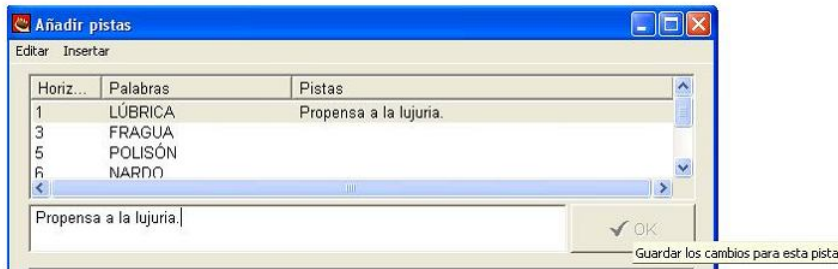 Añadir pistas
Editar Insertar
Horiz... Palabras Pistas
1 LÚBRICA Propensa a la lujuria.
3 FRAGUA
5 POLISÓN
6 NARDO
Propensa a la lujuria.
OK
Guardar los cambios para esta pista